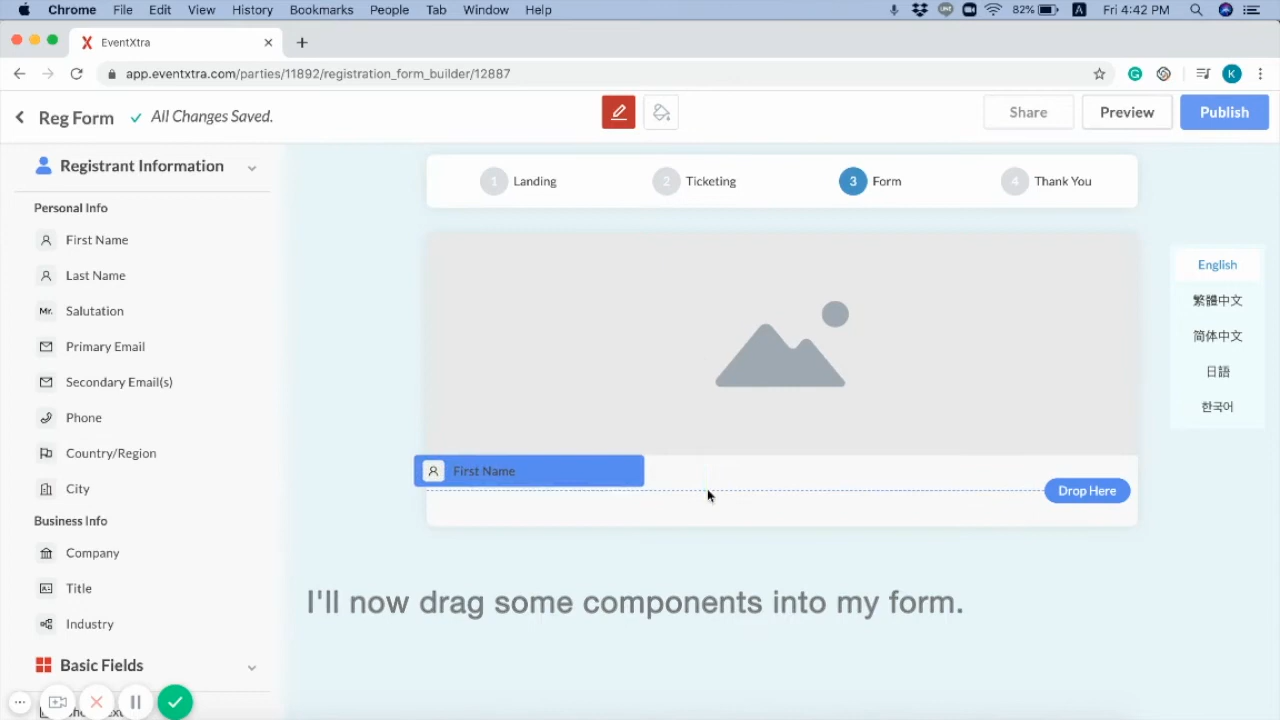 Chrome File Edit View History Bookmarks People Tab Window Help 82% A Fri 4:42 PM
EventXtra
app.eventxtra.com/parties/11892/registration_form_builder/12887
K
Reg Form All Changes Saved. Share Preview Publish
Registrant Information
Personal Info
First Name
Last Name
Mr. Salutation
Primary Email
Secondary Email(s)
Phone
Country/Region
City
Business Info
Company
Title
Industry
Basic Fields
1 Landing 2 Ticketing 3 Form 4 Thank You
First Name
Drop Here
I'll now drag some components into my form.
English
繁體中文
简体中文
日語
한국어